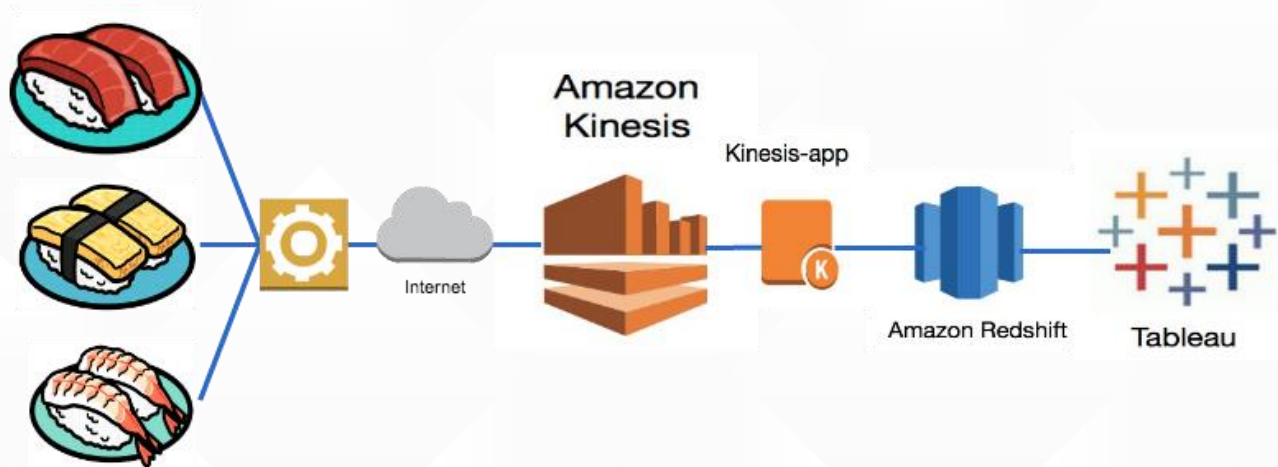 Amazon
Kinesis
Kinesis-app
K
Internet
Amazon Redshift
Tableau